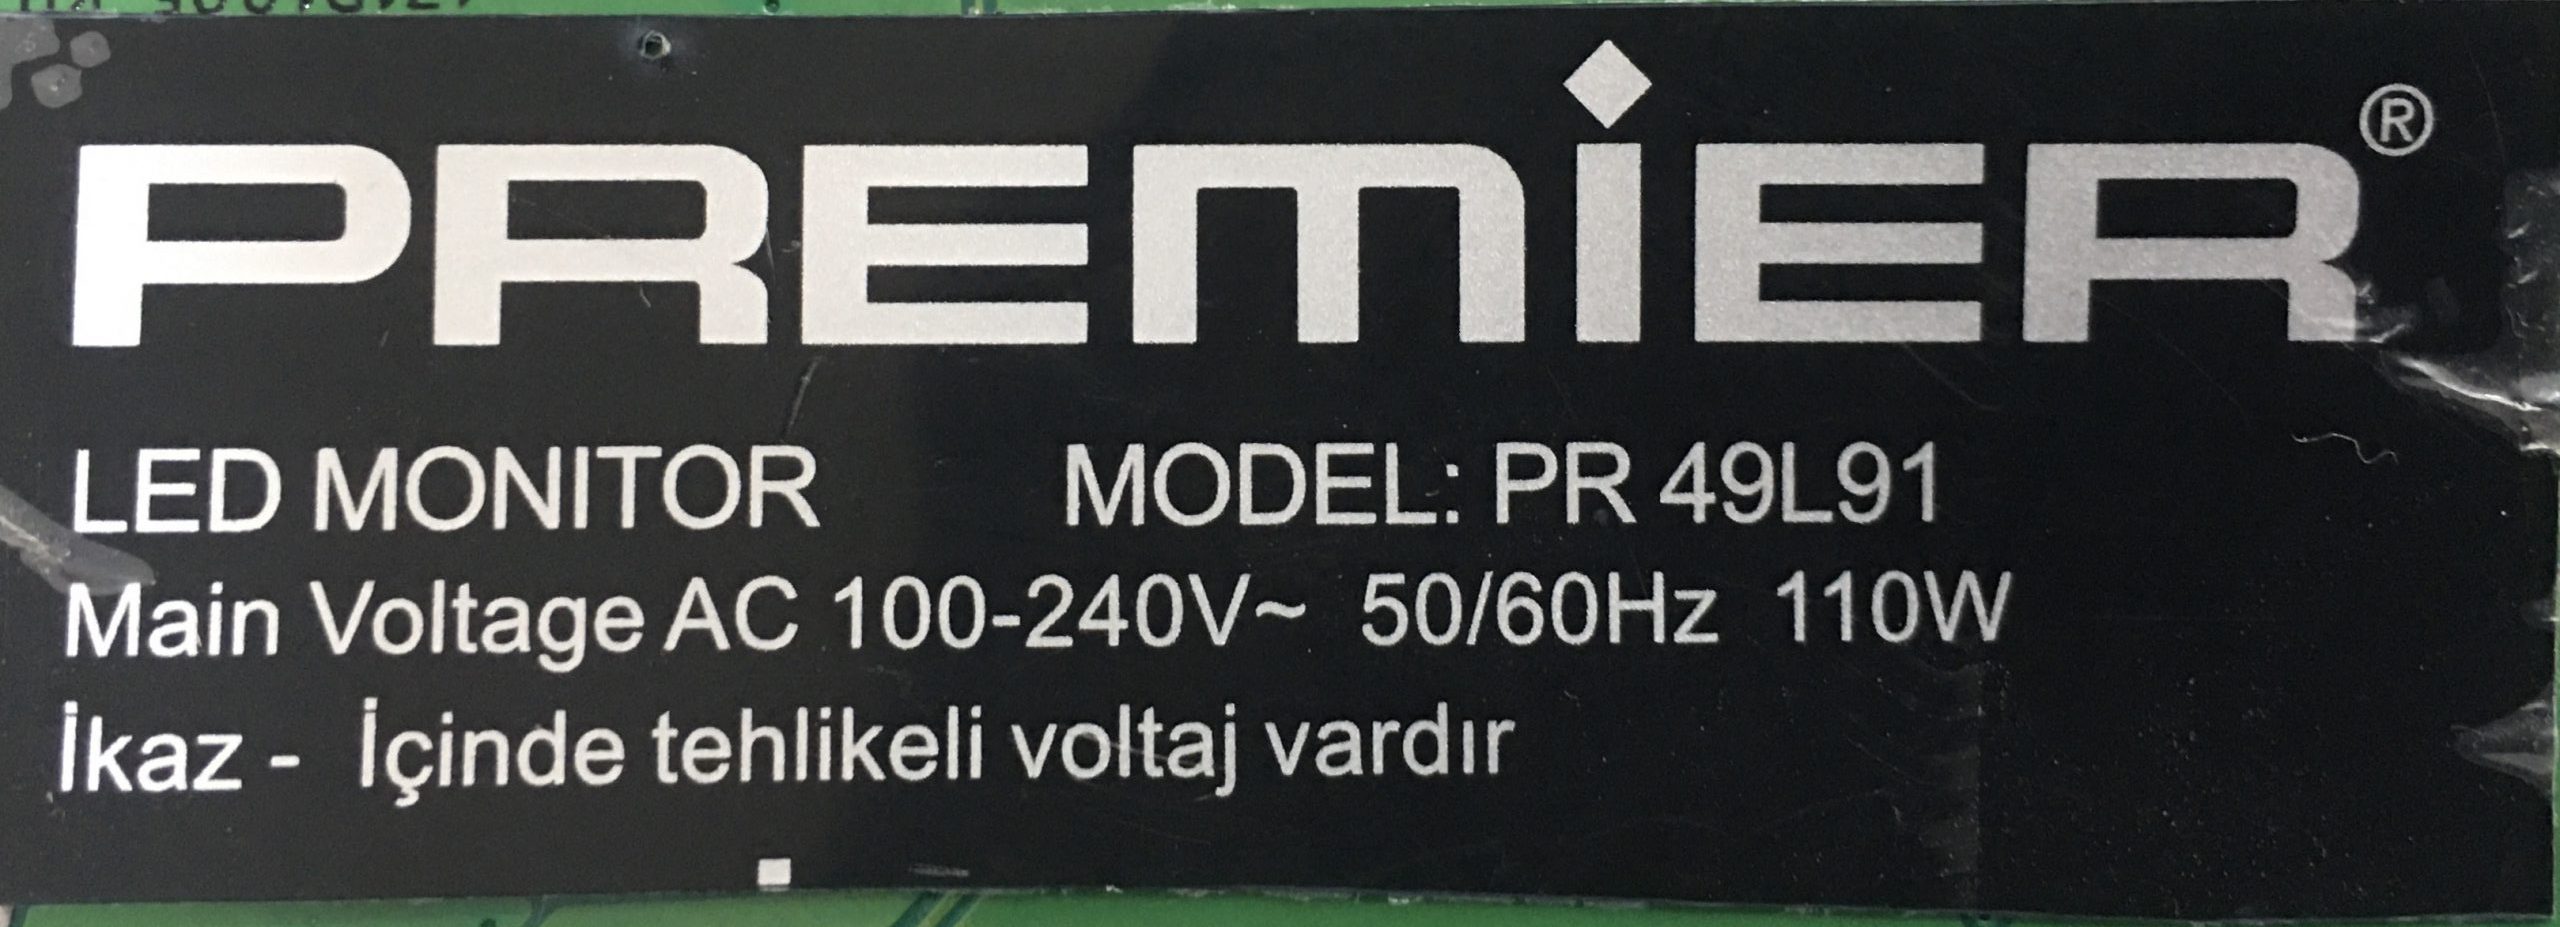 PREMiER®
LED MONITOR MODEL: PR 49L91
Main Voltage AC 100-240V~ 50/60Hz 110W
İkaz - İçinde tehlikeli voltaj vardır